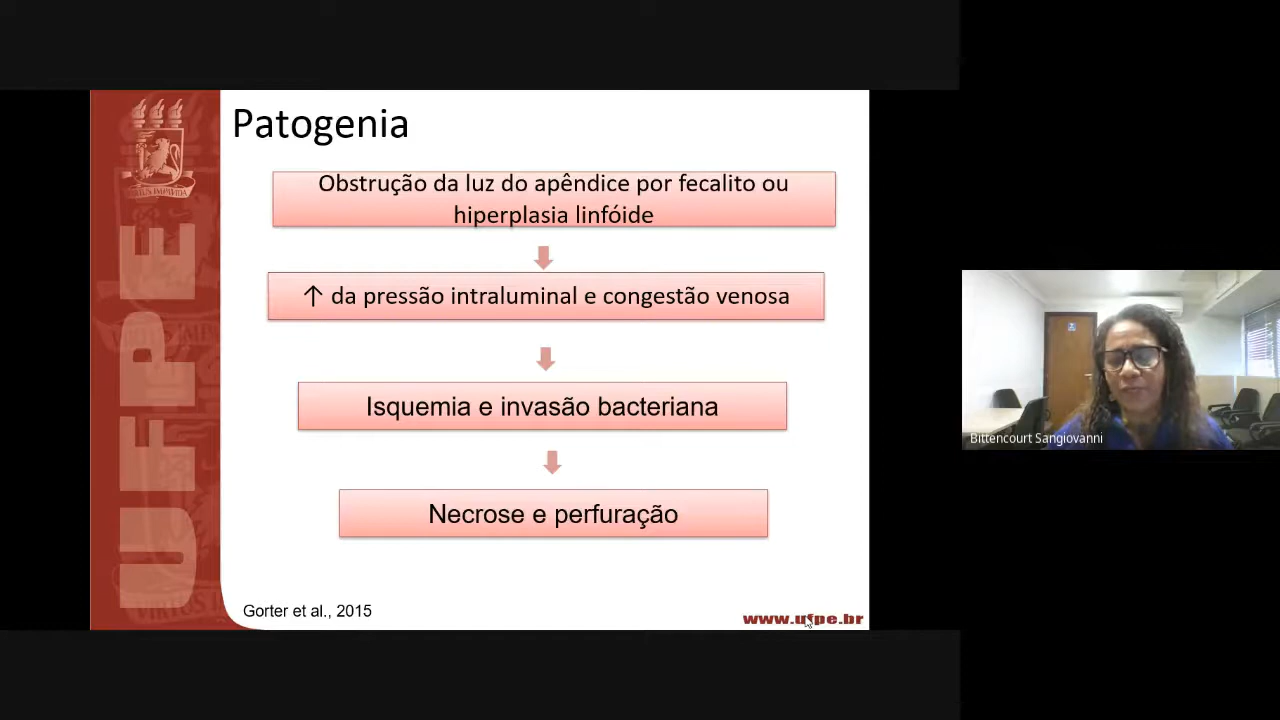 Patogenia
Obstrução da luz do apêndice por fecalito ou
hiperplasia linfóide
↑ da pressão intraluminal e congestão venosa
Isquemia e invasão bacteriana
Necrose e perfuração
Gorter et al., 2015
www.ufpe.br
UFPE
Bittencourt Sangiovanni